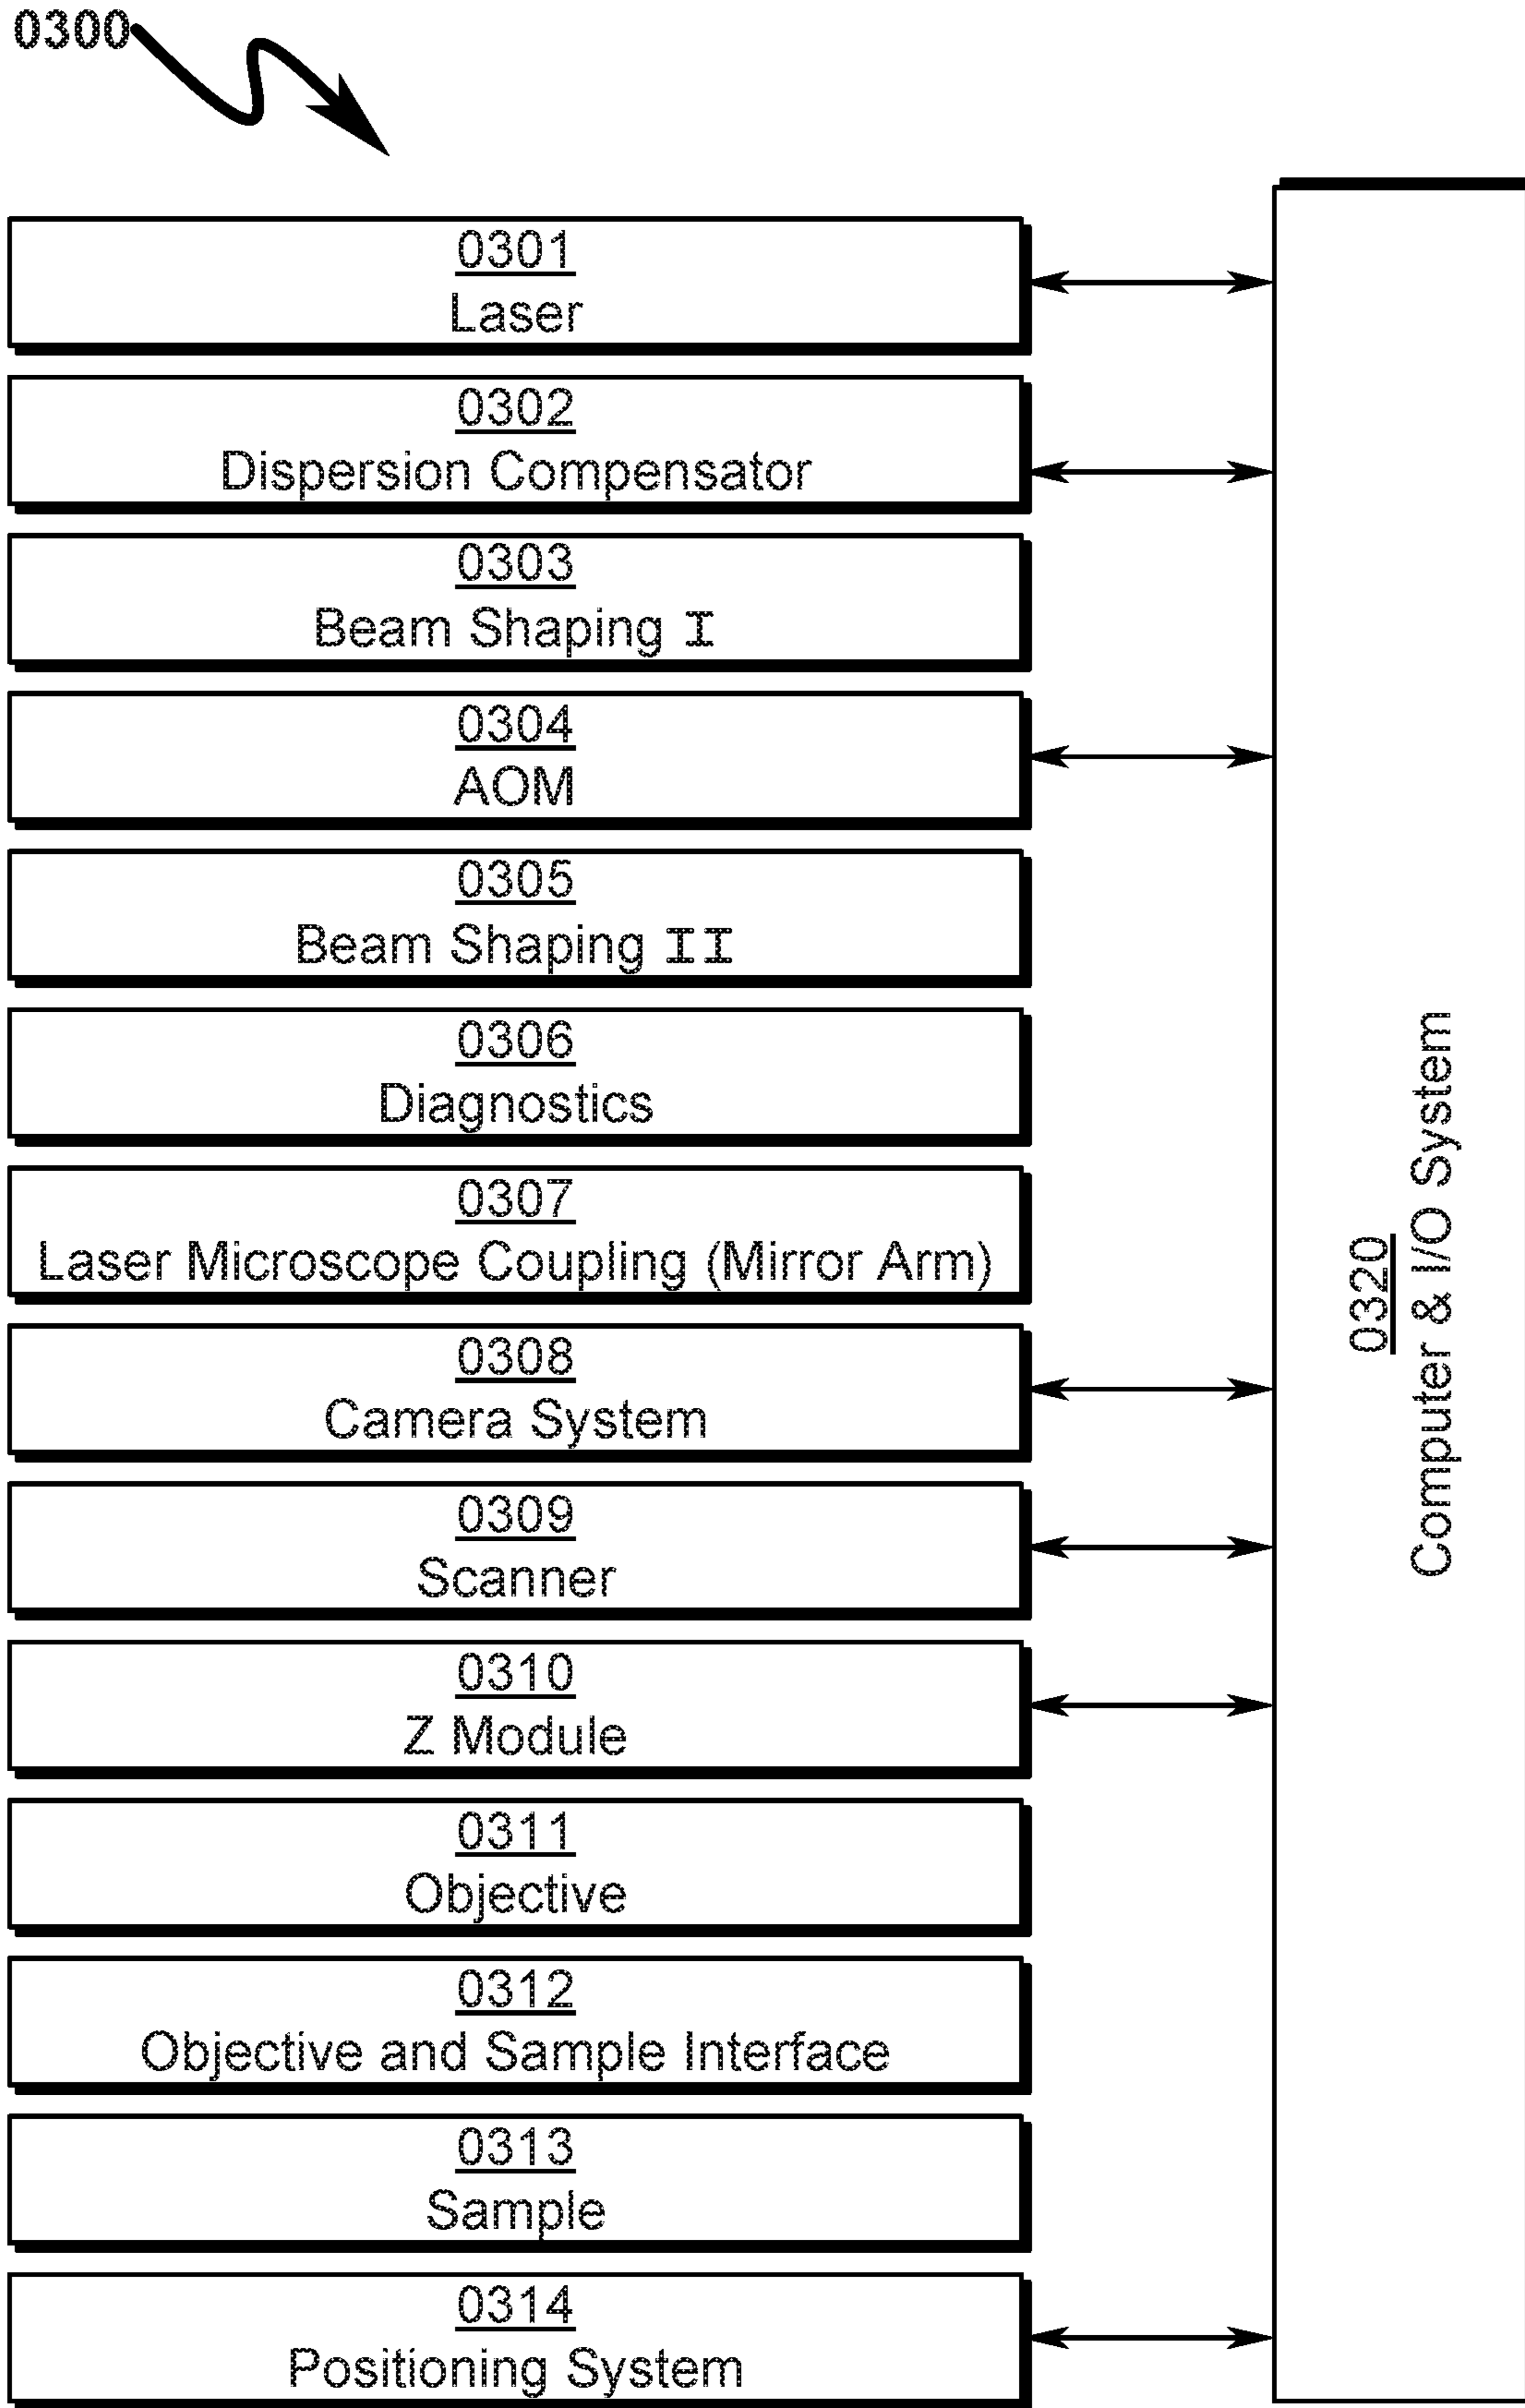 0300
0301
Laser
0302
Dispersion Compensator
0303
Beam Shaping I
0304
AOM
0305
Beam Shaping II
0306
Diagnostics
0307
Laser Microscope Coupling (Mirror Arm)
0308
Camera System
0309
Scanner
0310
Z Module
0311
Objective
0312
Objective and Sample Interface
0313
Sample
0314
Positioning System
0320
Computer & I/O System